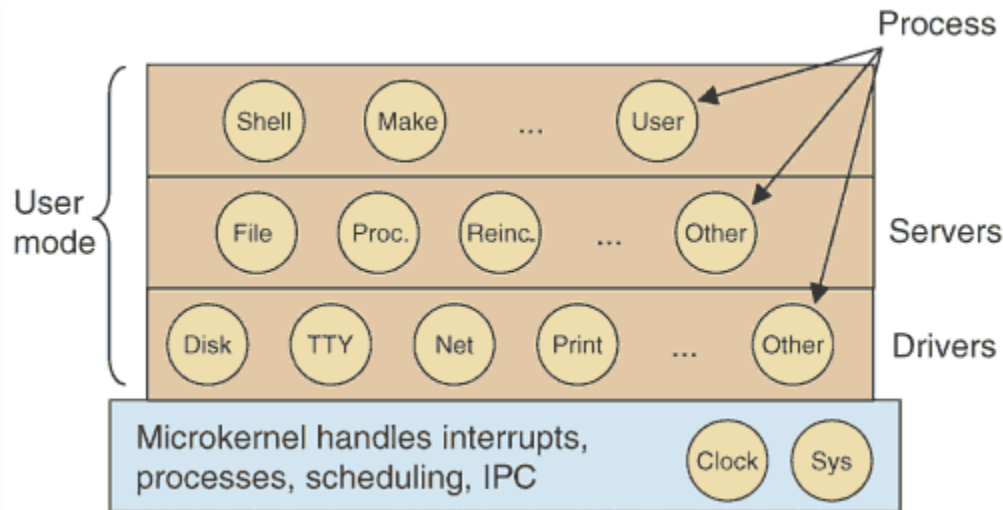 Process
Shell Make ... User
User
mode
File Proc. Reinc. ... Other
Servers
Disk TTY Net Print ... Other
Drivers
Microkernel handles interrupts,
processes, scheduling, IPC
Clock Sys